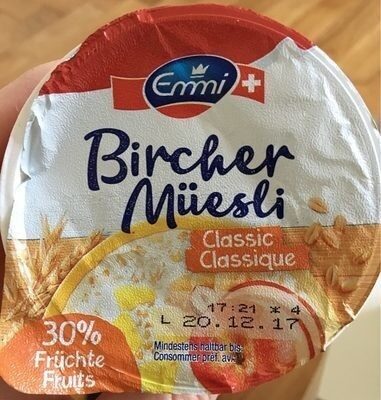 Emmi
Bircher
Müesli
Classic
Classique
17:21 * 4
L 20.12.17
30%
Früchte
Fruits
Mindestens haltbar bis:
Consommer préf. av.: